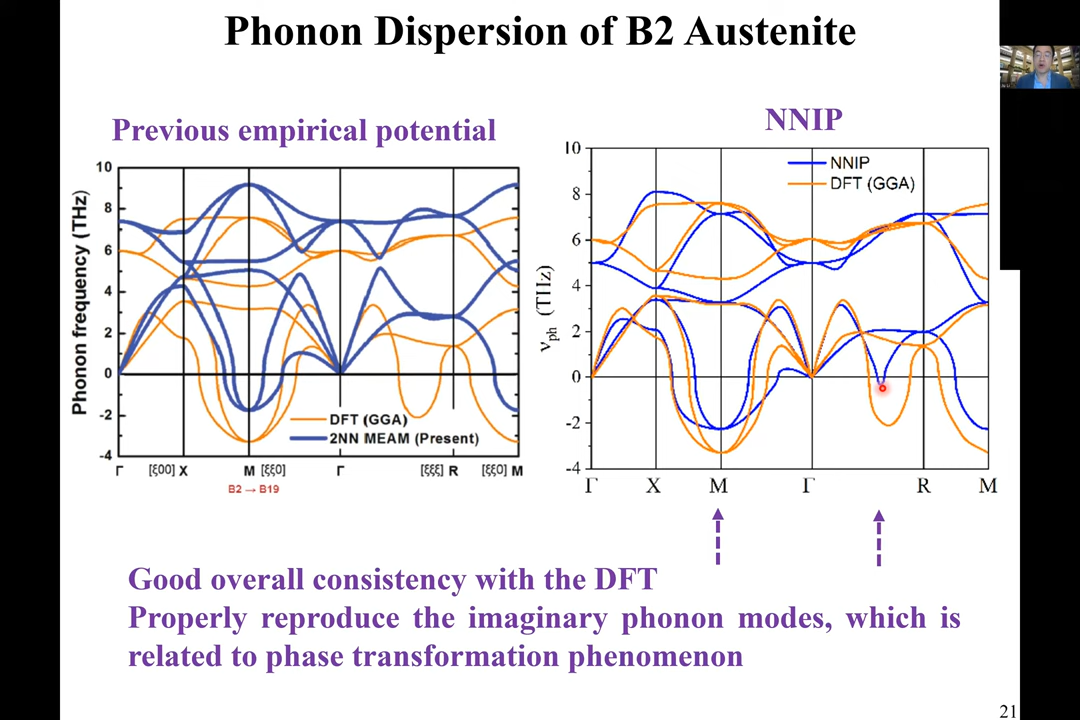 Phonon Dispersion of B2 Austenite
Previous empirical potential
NNIP
10
8
6
4
2
0
-2
-4
Phonon frequency (THz)
DFT (GGA)
2NN MEAM (Present)
Γ [ξ00] X M [ξξ0] Γ [ξξξ] R [ξξ0] M
B2 → B19
10
8
6
4
2
0
-2
-4
νph (THz)
NNIP
DFT (GGA)
Γ X M Γ R M
Good overall consistency with the DFT
Properly reproduce the imaginary phonon modes, which is
related to phase transformation phenomenon
21